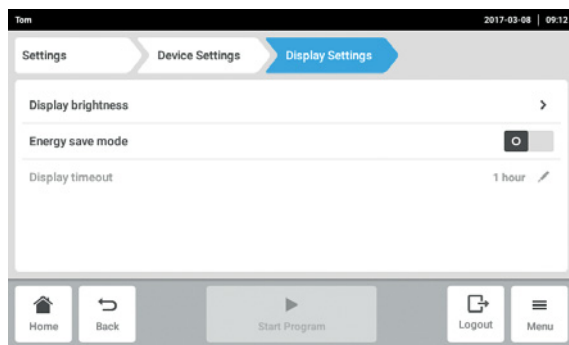 Tom 2017-03-08 | 09:12
Settings Device Settings Display Settings
Display brightness
Energy save mode
Display timeout 1 hour
Home Back Start Program Logout Menu